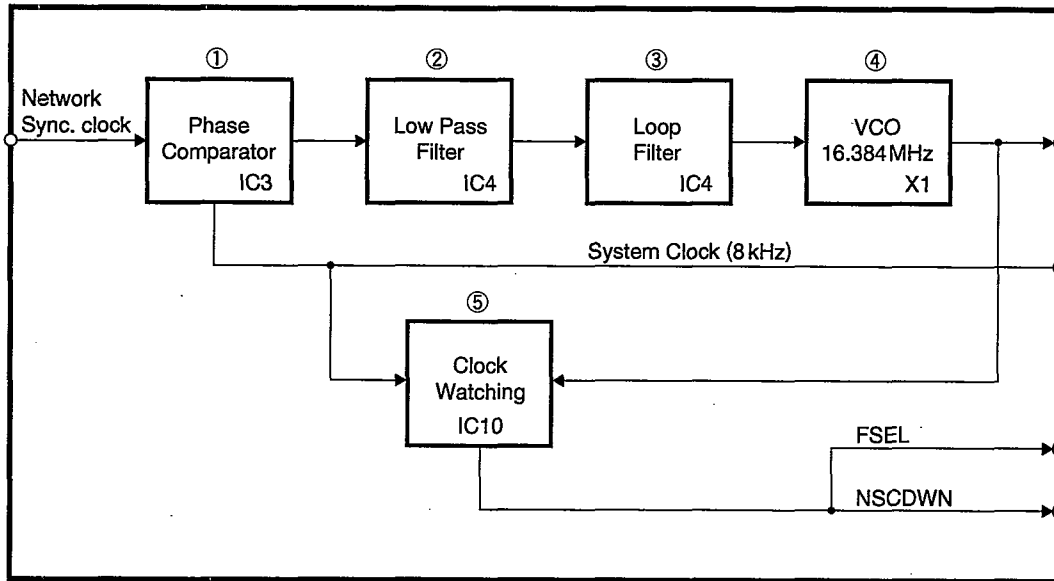 ①
②
③
④
Network
Sync. clock
Phase
Comparator
IC3
Low Pass
Filter
IC4
Loop
Filter
IC4
VCO
16.384 MHz
X1
System Clock (8 kHz)
⑤
Clock
Watching
IC10
FSEL
NSCDWN